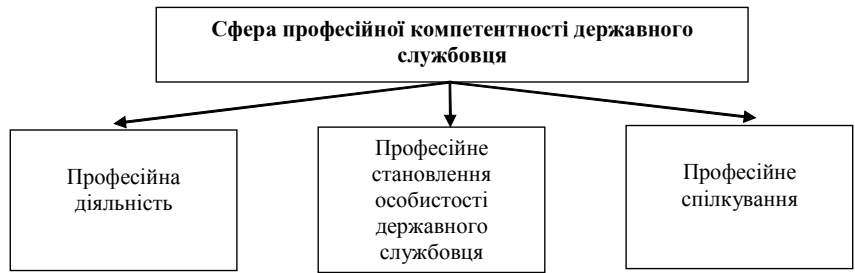 Сфера професійної компетентності державного
службовця
Професійна
діяльність
Професійне
становлення
особистості
державного
службовця
Професійне
спілкування